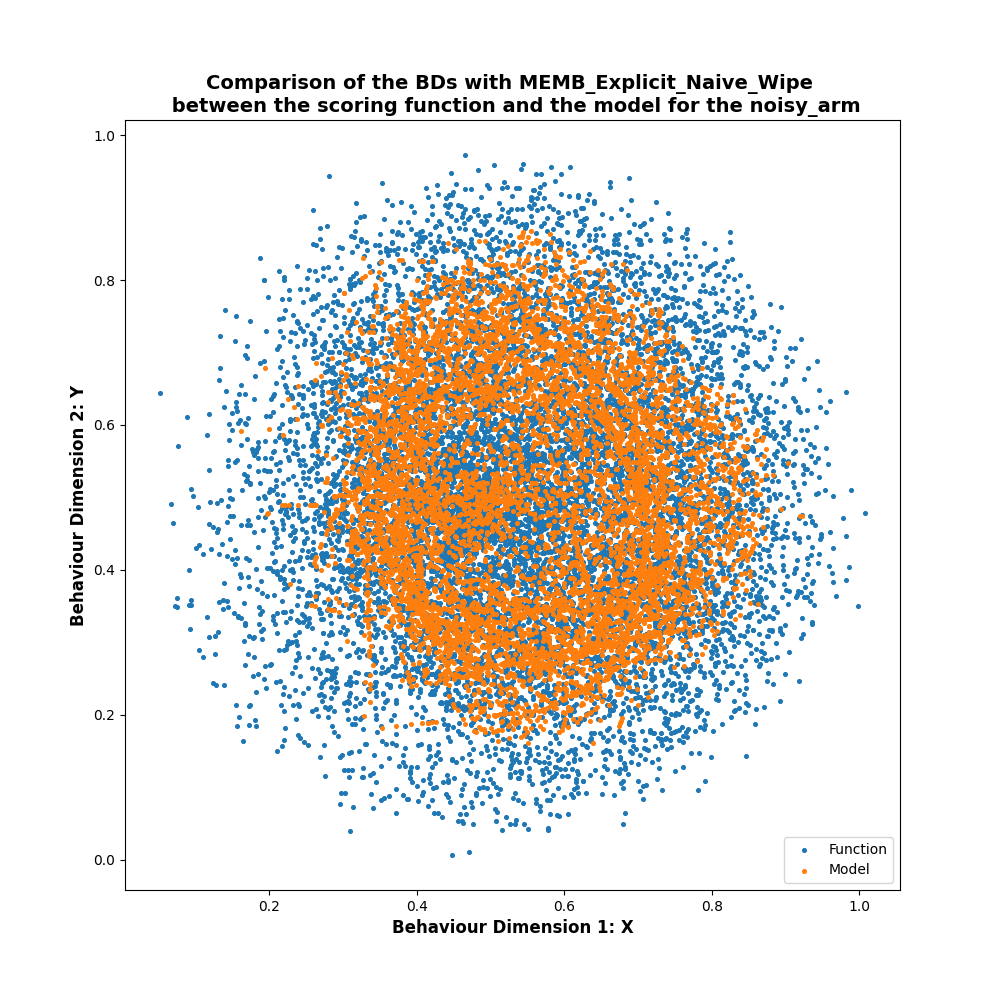 Comparison of the BDs with MEMB_Explicit_Naive_Wipe
between the scoring function and the model for the noisy_arm
1.0
0.8
0.6
0.4
0.2
0.0
Behaviour Dimension 2: Y
0.2
0.4
0.6
0.8
1.0
Behaviour Dimension 1: X
Function
Model